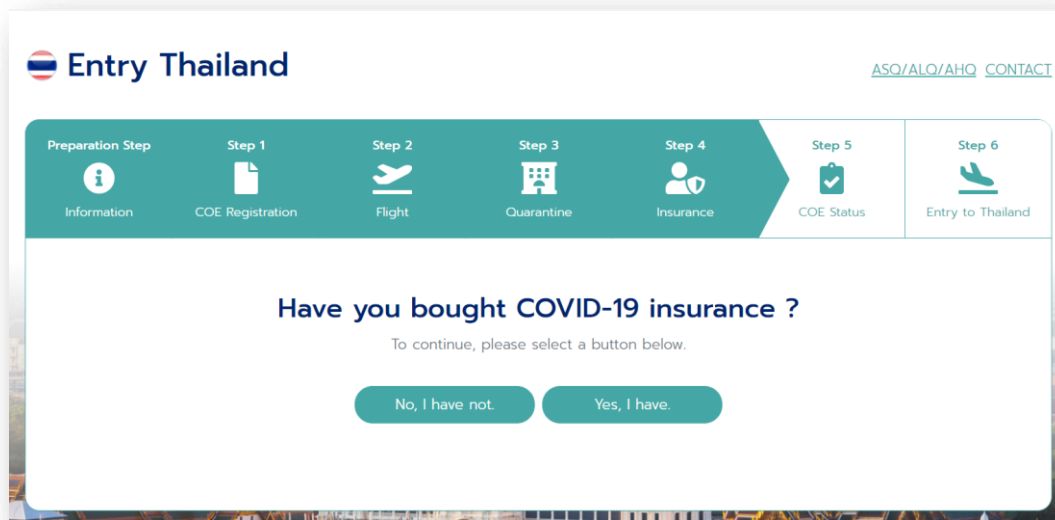 Entry Thailand
ASQ/ALQ/AHQ CONTACT
Preparation Step
Information
Step 1
COE Registration
Step 2
Flight
Step 3
Quarantine
Step 4
Insurance
Step 5
COE Status
Step 6
Entry to Thailand
Have you bought COVID-19 insurance ?
To continue, please select a button below.
No, I have not.
Yes, I have.